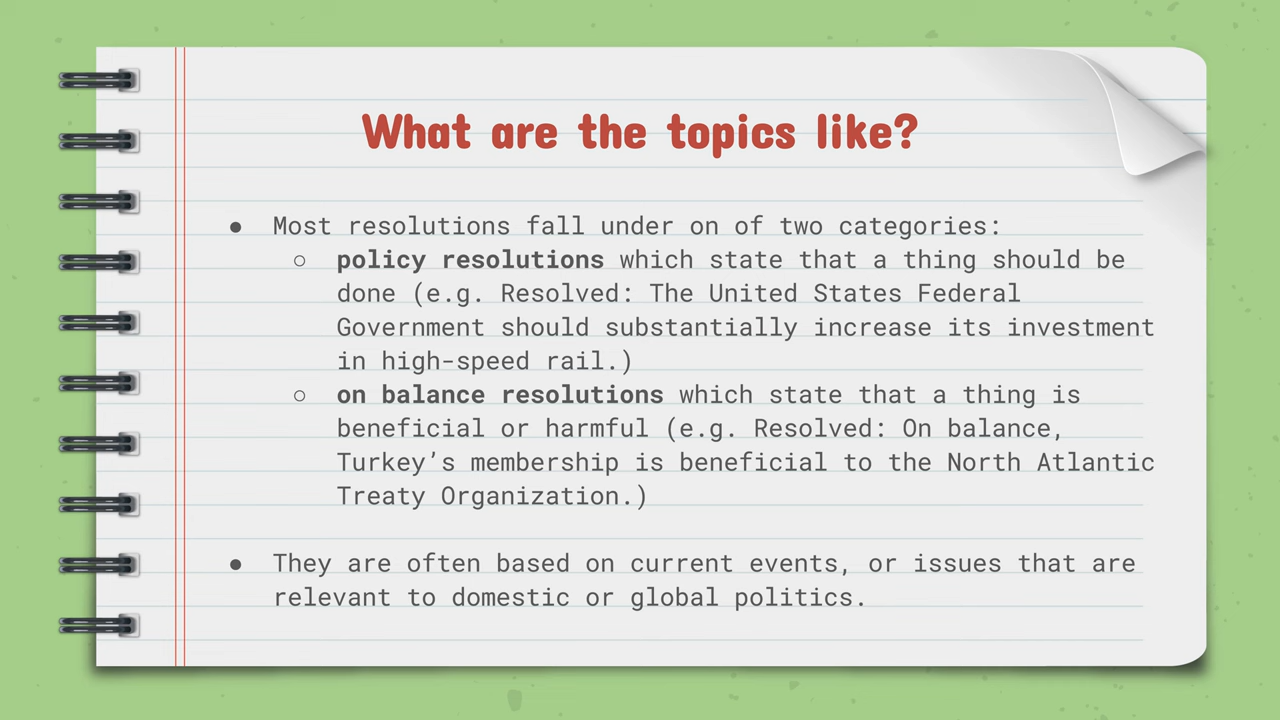 What are the topics like?
● Most resolutions fall under on of two categories:
○ policy resolutions which state that a thing should be
done (e.g. Resolved: The United States Federal
Government should substantially increase its investment
in high-speed rail.)
○ on balance resolutions which state that a thing is
beneficial or harmful (e.g. Resolved: On balance,
Turkey’s membership is beneficial to the North Atlantic
Treaty Organization.)
● They are often based on current events, or issues that are
relevant to domestic or global politics.